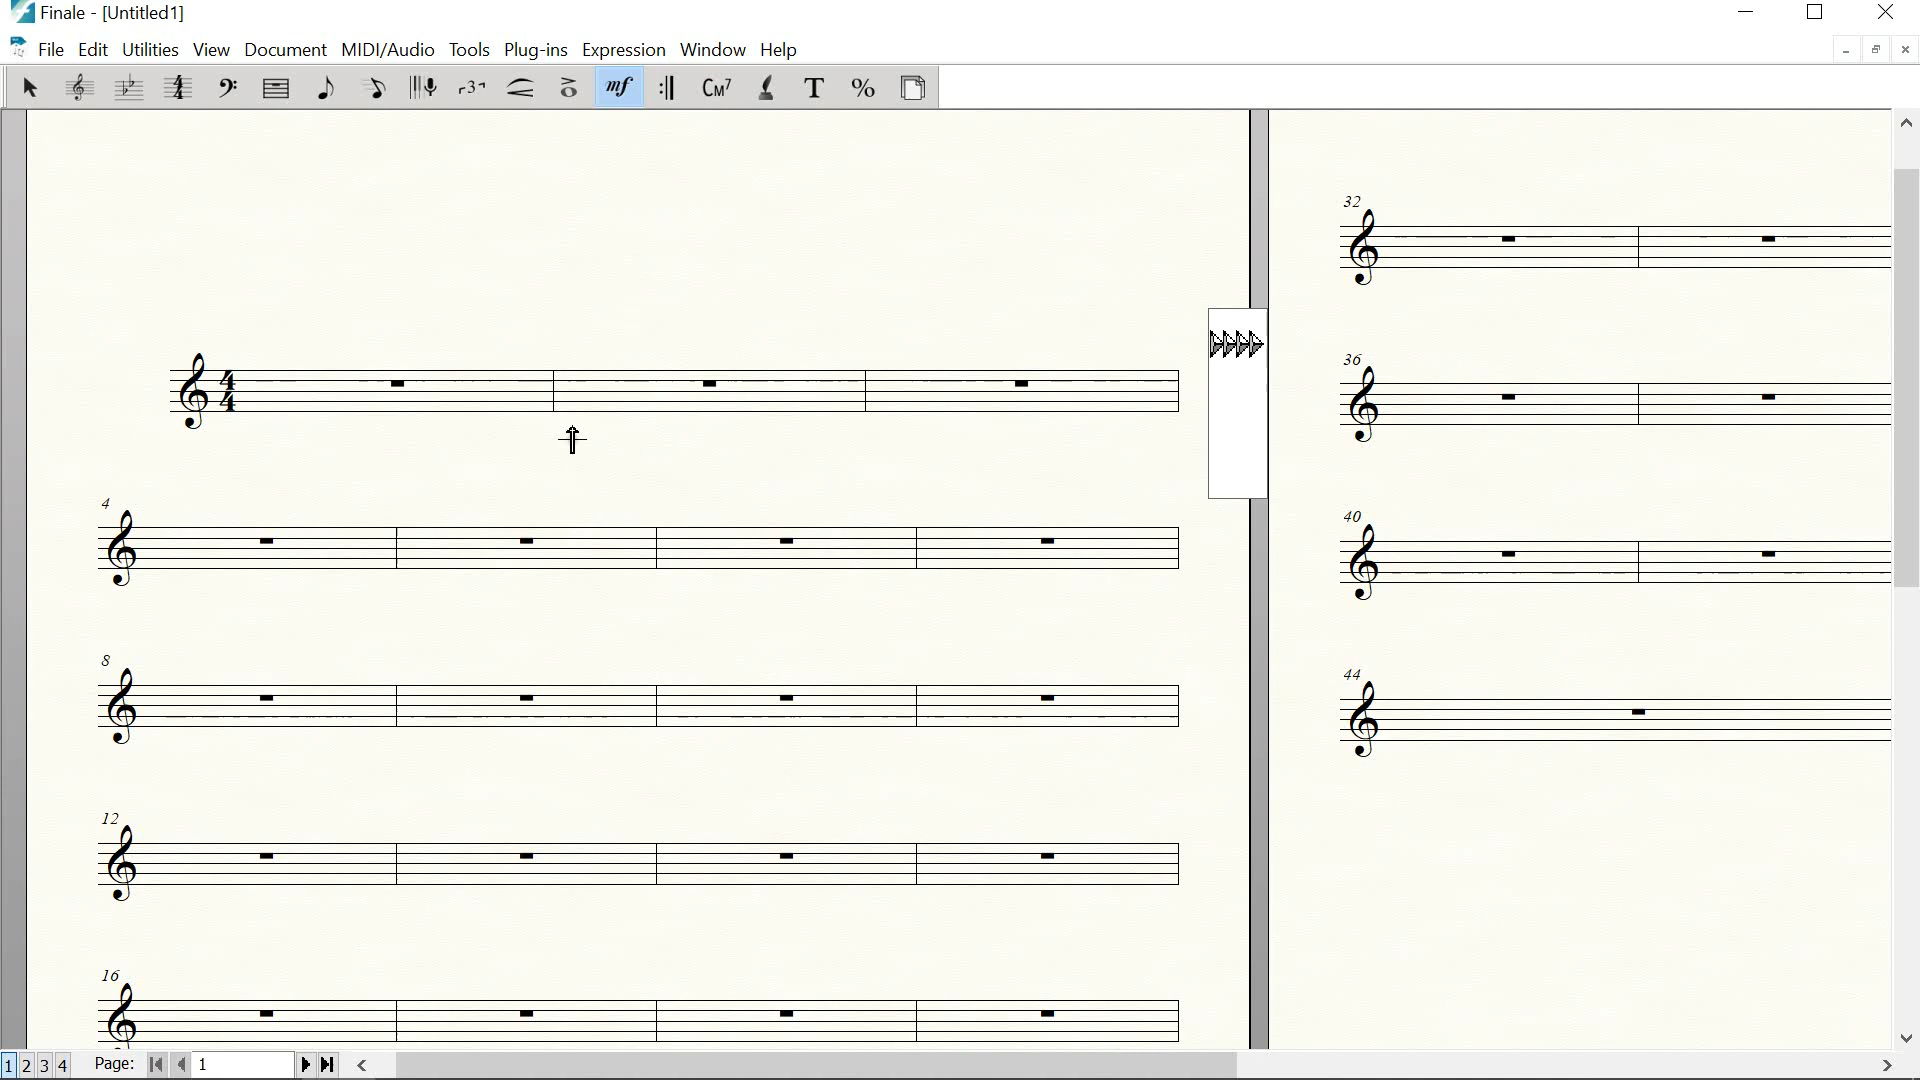 Finale - [Untitled1]
File Edit Utilities View Document MIDI/Audio Tools Plug-ins Expression Window Help
3 mf CM7 T %
32
36
4
4
4
40
8
44
12
16
1 2 3 4 Page: 1